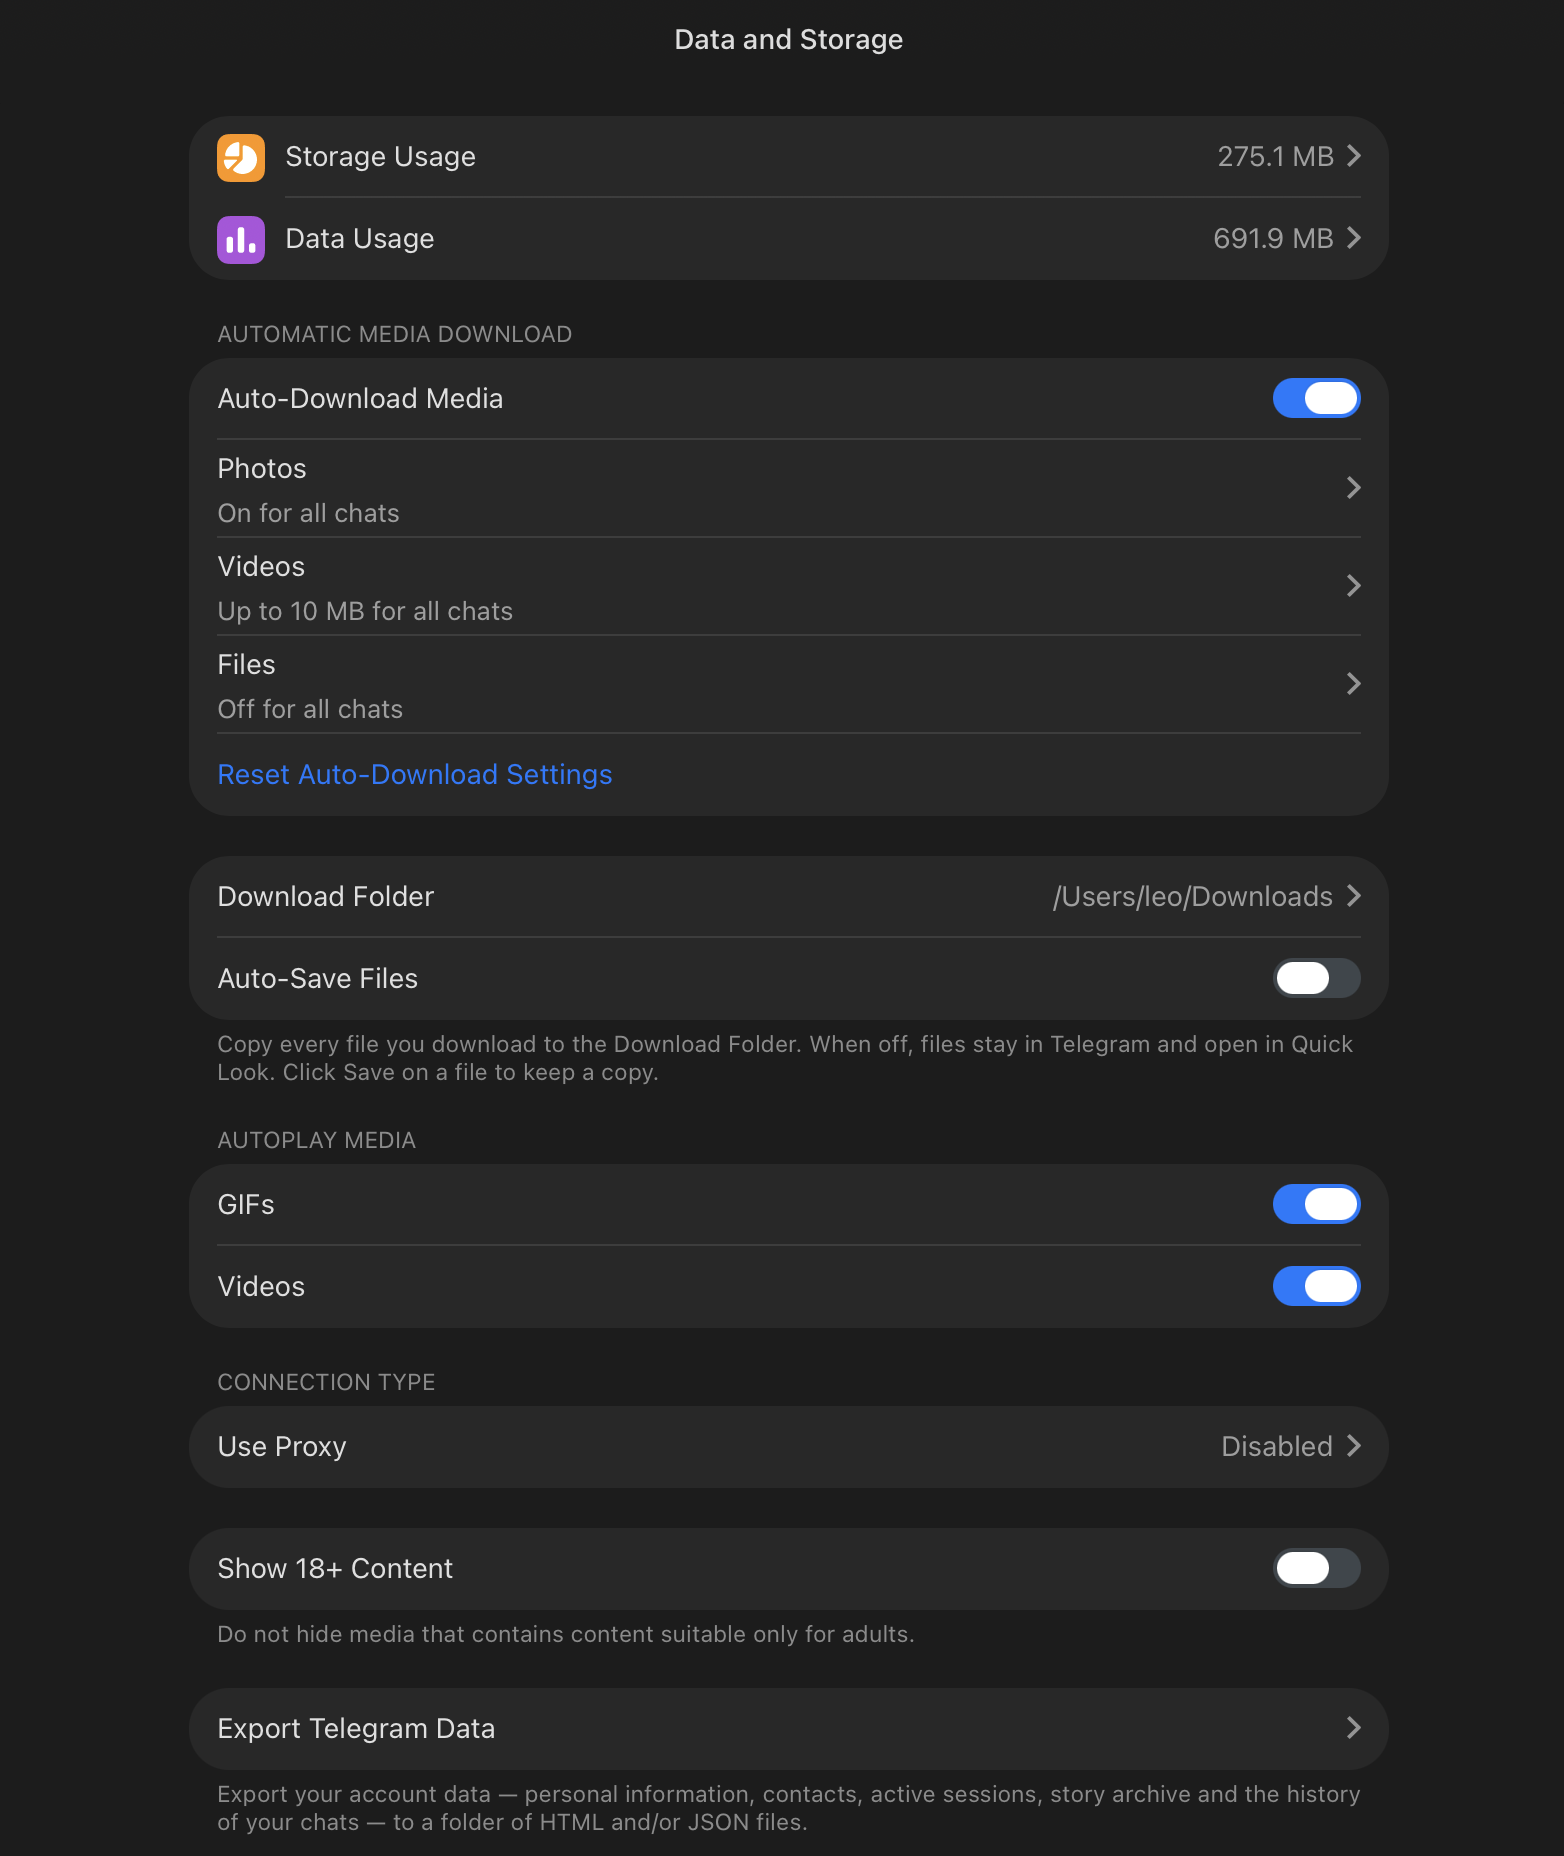 Data and Storage
Storage Usage
275.1 MB
Data Usage
691.9 MB
AUTOMATIC MEDIA DOWNLOAD
Auto-Download Media
Photos
On for all chats
Videos
Up to 10 MB for all chats
Files
Off for all chats
Reset Auto-Download Settings
Download Folder
/Users/leo/Downloads
Auto-Save Files
Copy every file you download to the Download Folder. When off, files stay in Telegram and open in Quick
Look. Click Save on a file to keep a copy.
AUTOPLAY MEDIA
GIFs
Videos
CONNECTION TYPE
Use Proxy
Disabled
Show 18+ Content
Do not hide media that contains content suitable only for adults.
Export Telegram Data
Export your account data — personal information, contacts, active sessions, story archive and the history
of your chats — to a folder of HTML and/or JSON files.